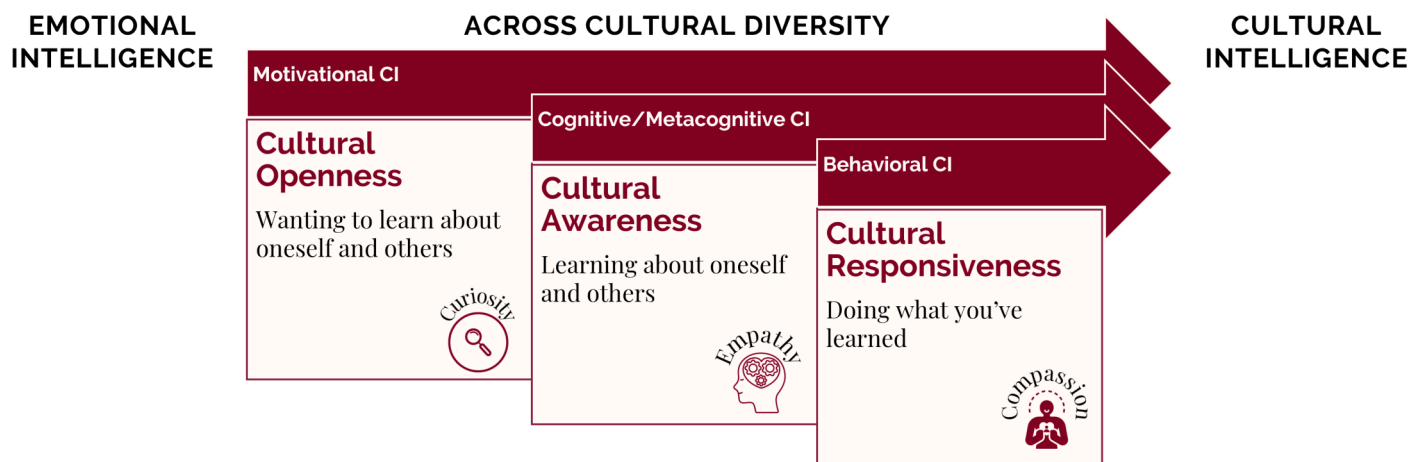 EMOTIONAL
INTELLIGENCE
ACROSS CULTURAL DIVERSITY
CULTURAL
INTELLIGENCE
Motivational CI
Cultural
Openness
Wanting to learn about
oneself and others
Curiosity
Cognitive/Metacognitive CI
Cultural
Awareness
Learning about oneself
and others
Empathy
Behavioral CI
Cultural
Responsiveness
Doing what you’ve
learned
Compassion